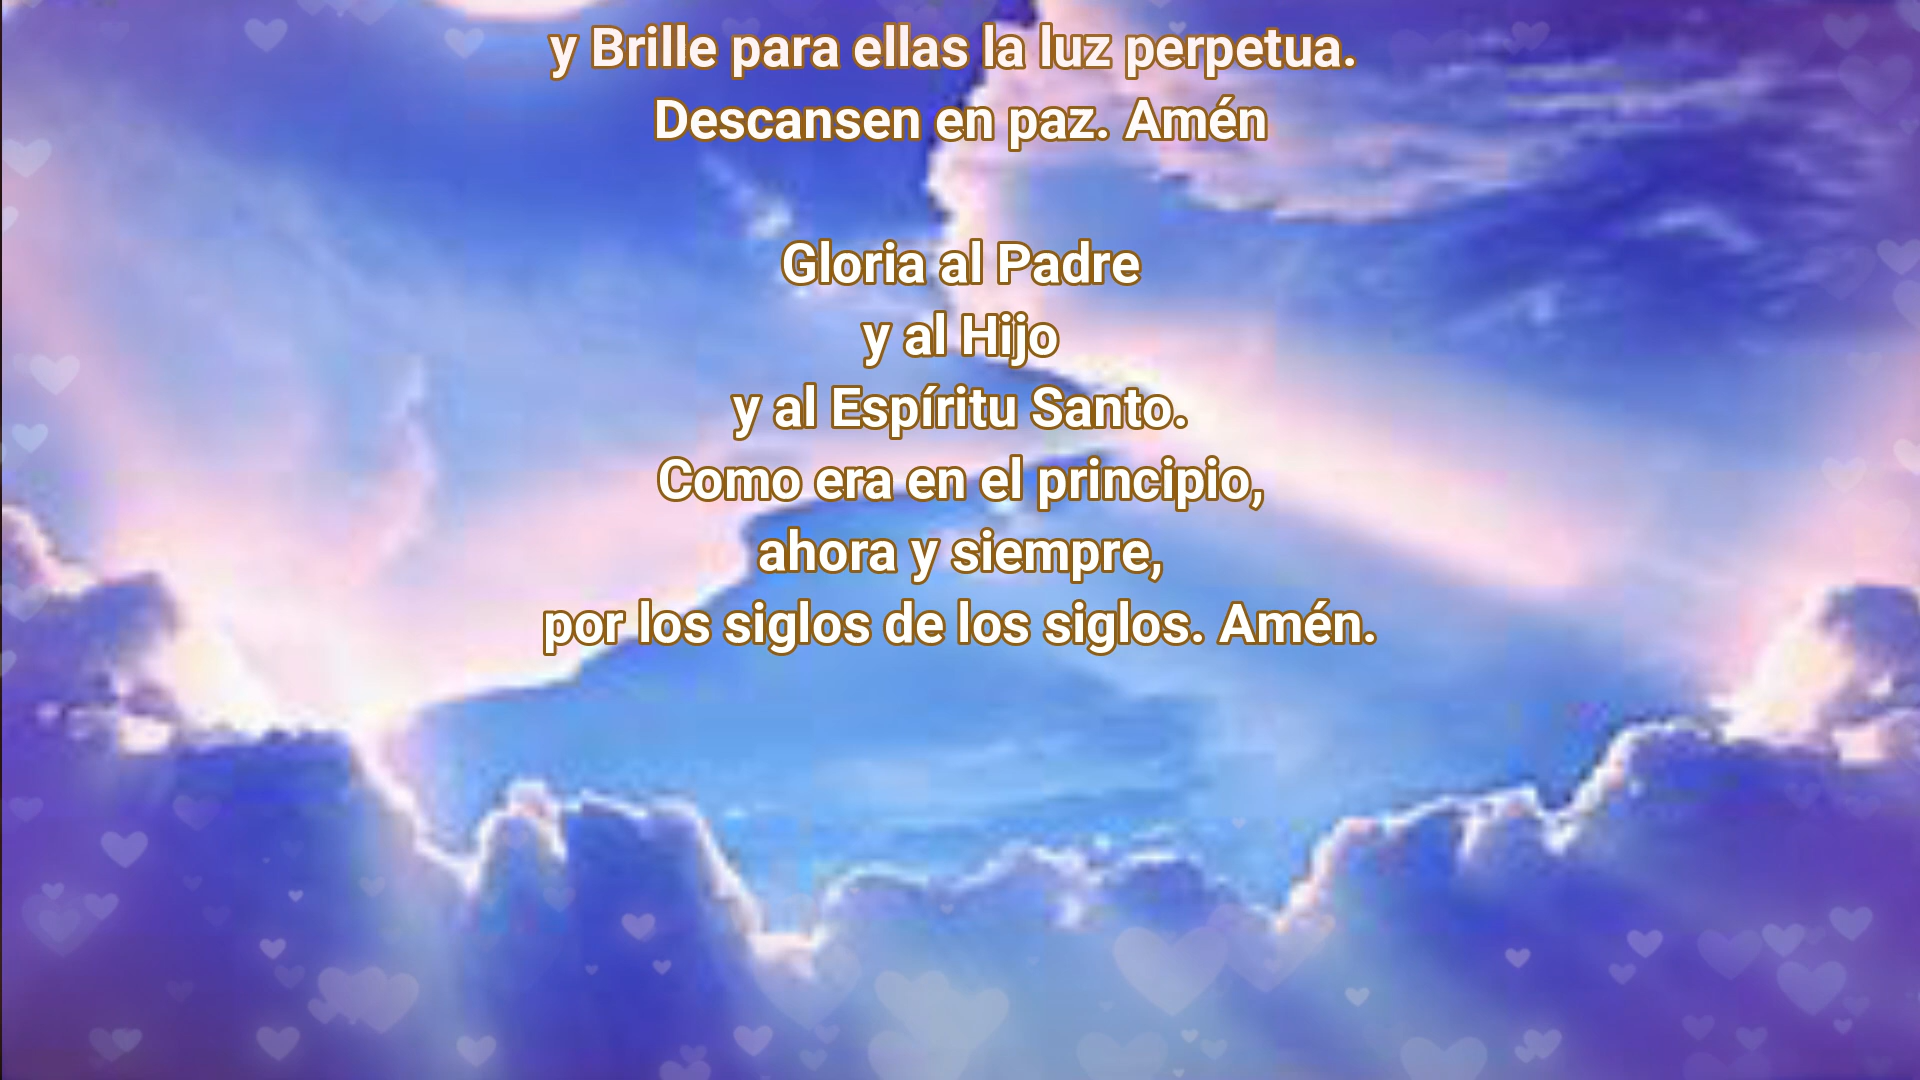 y Brille para ellas la luz perpetua.
Descansen en paz. Amén
Gloria al Padre
y al Hijo
y al Espíritu Santo.
Como era en el principio,
ahora y siempre,
por los siglos de los siglos. Amén.